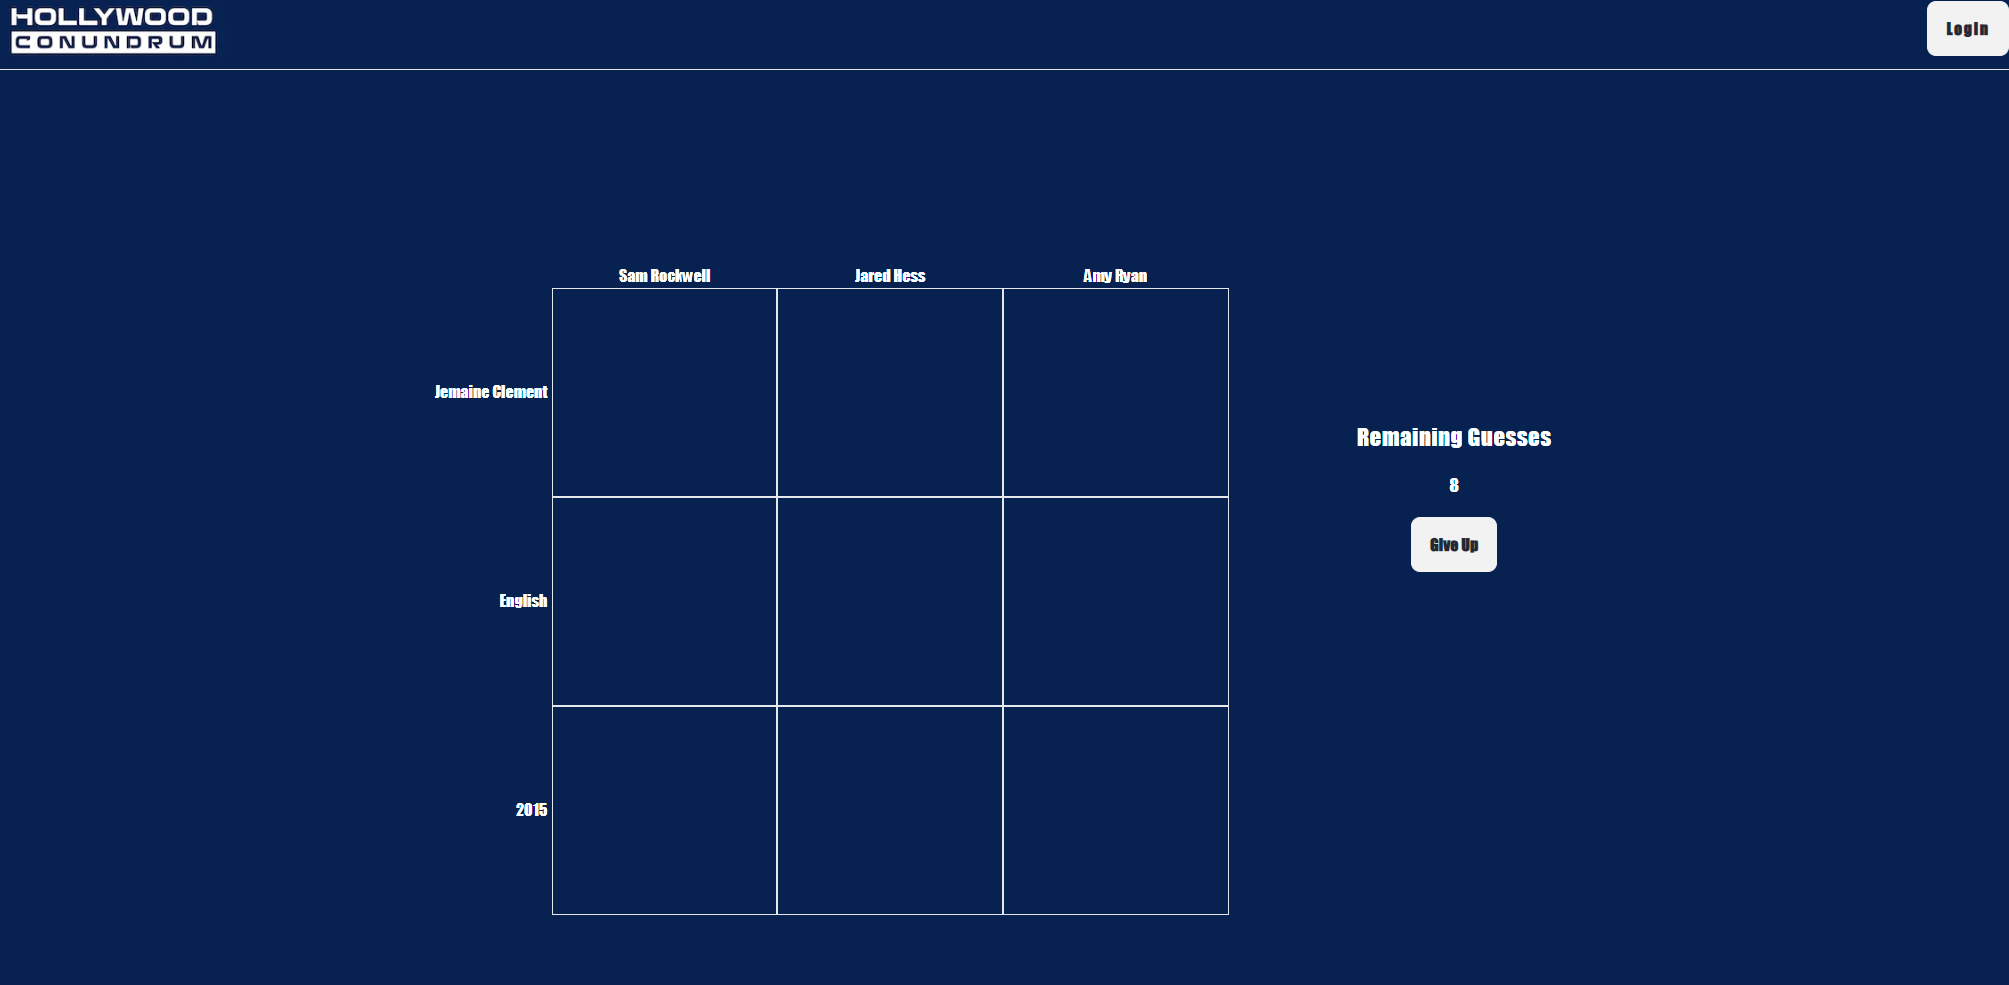 HOLLYWOOD
CONUNDRUM
Login
Sam Rockwell
Jared Hess
Amy Ryan
Jemaine Clement
Remaining Guesses
8
Give Up
English
2015